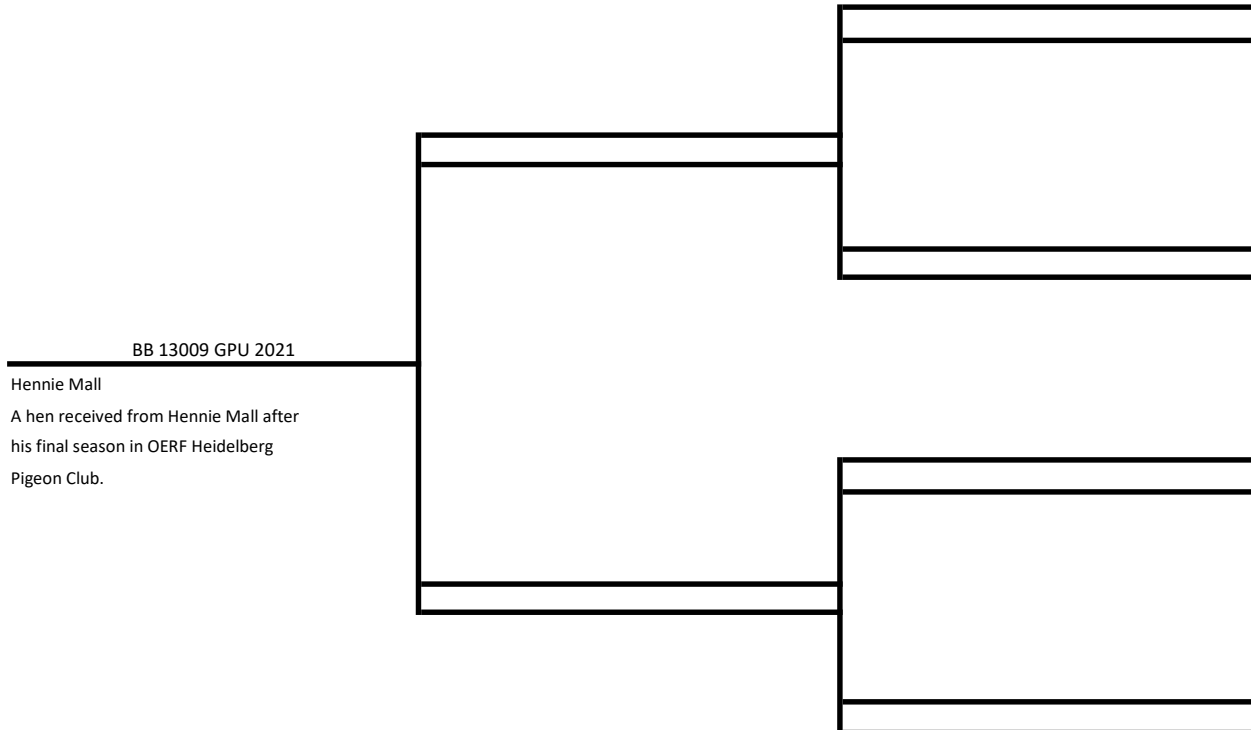 BB 13009 GPU 2021
Hennie Mall
A hen received from Hennie Mall after
his final season in OERF Heidelberg
Pigeon Club.